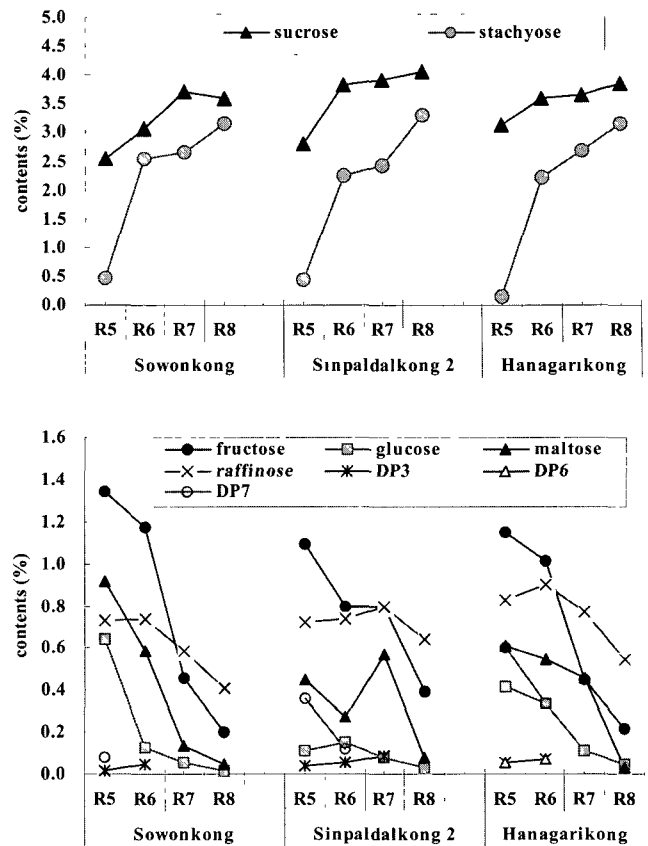 5.0
4.5
4.0
3.5
3.0
2.5
2.0
1.5
1.0
0.5
0.0
contents (%)
sucrose stachyose
R5 R6 R7 R8 R5 R6 R7 R8 R5 R6 R7 R8
Sowonkong Sinpaldalkong 2 Hanagarikong
1.6
1.4
1.2
1.0
0.8
0.6
0.4
0.2
0.0
contents (%)
fructose glucose maltose
raffinose DP3 DP6
DP7
R5 R6 R7 R8 R5 R6 R7 R8 R5 R6 R7 R8
Sowonkong Sinpaldalkong 2 Hanagarikong